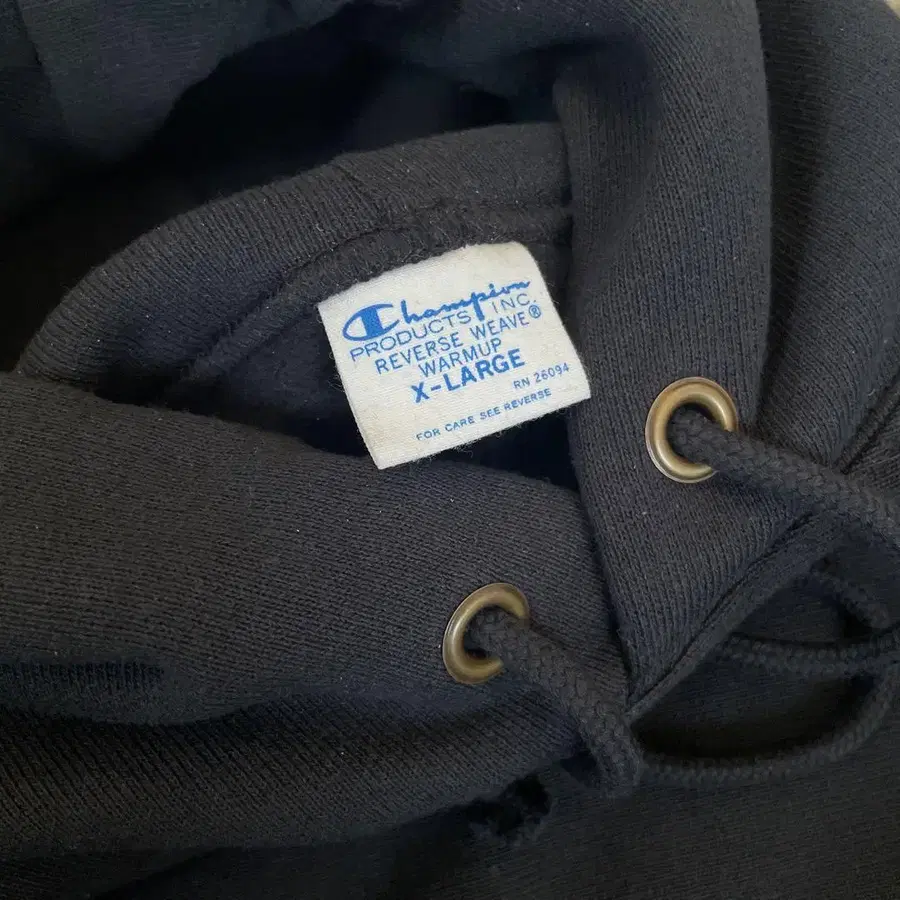 Champion
PRODUCTS INC.
REVERSE WEAVE®
WARMUP
X-LARGE
RN 26094
FOR CARE SEE REVERSE